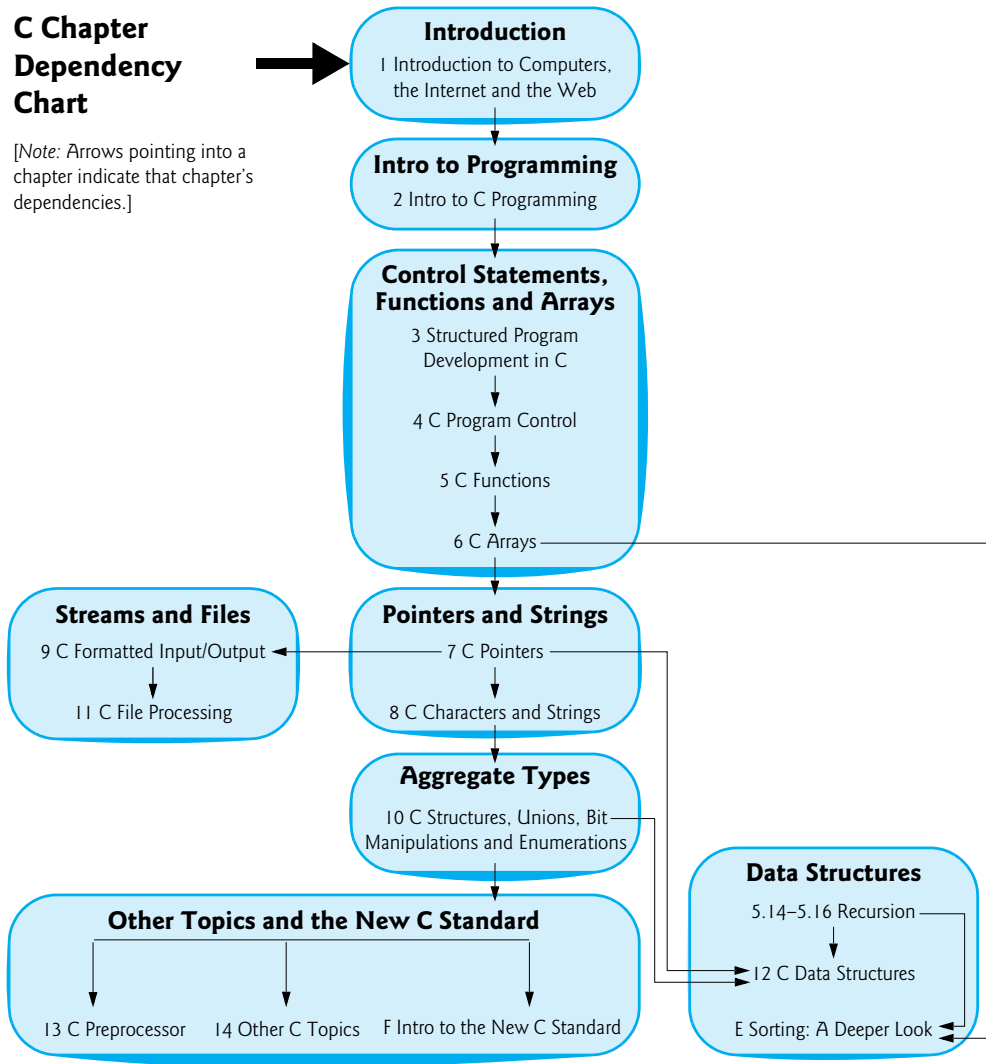 C Chapter
Dependency
Chart
[Note: Arrows pointing into a
chapter indicate that chapter's
dependencies.]
Introduction
1 Introduction to Computers,
the Internet and the Web
Intro to Programming
2 Intro to C Programming
Control Statements,
Functions and Arrays
3 Structured Program
Development in C
4 C Program Control
5 C Functions
6 C Arrays
Streams and Files
9 C Formatted Input/Output
11 C File Processing
Pointers and Strings
7 C Pointers
8 C Characters and Strings
Aggregate Types
10 C Structures, Unions, Bit
Manipulations and Enumerations
Other Topics and the New C Standard
13 C Preprocessor
14 Other C Topics
F Intro to the New C Standard
Data Structures
5.14–5.16 Recursion
12 C Data Structures
E Sorting: A Deeper Look